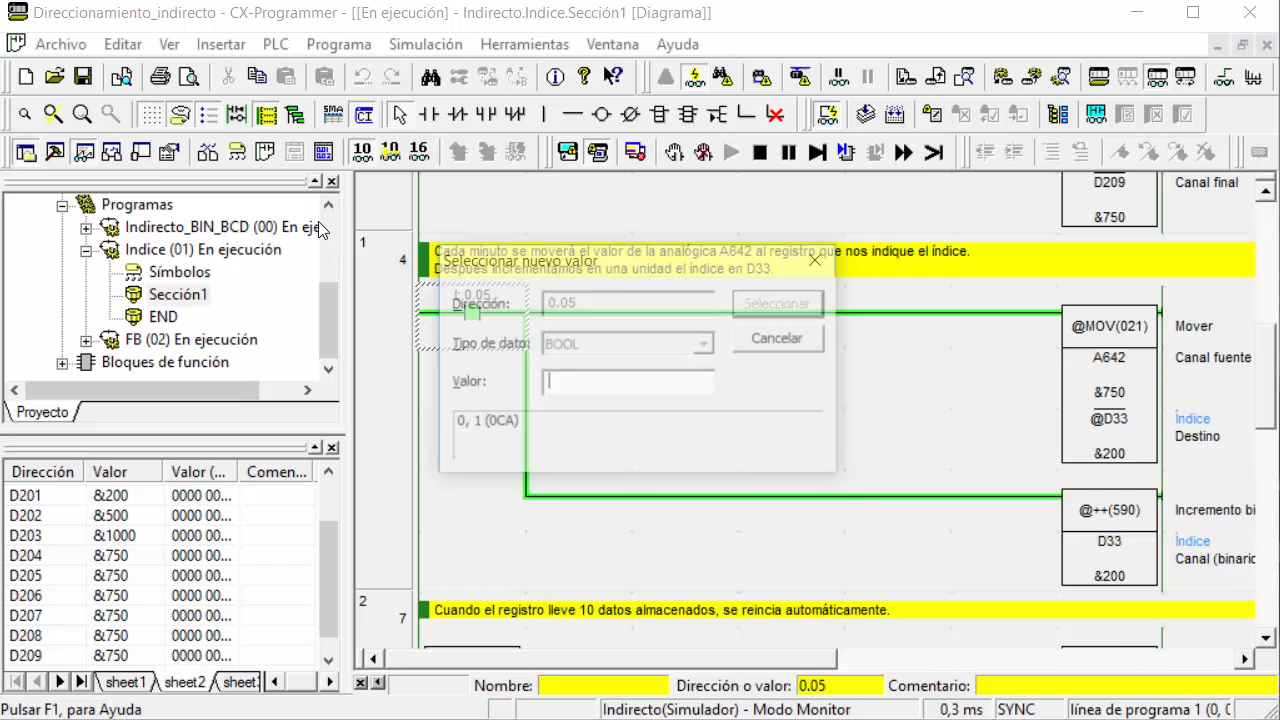 Direccionamiento_indirecto - CX-Programmer - [[En ejecución] - Indirecto.Indice.Sección1 [Diagrama]]
Archivo Editar Ver Insertar PLC Programa Simulación Herramientas Ventana Ayuda
10 10 16
Programas
Indirecto_BIN_BCD (00) En eje
Indice (01) En ejecución
Símbolos
Sección1
END
FB (02) En ejecución
Bloques de función
Proyecto
Dirección Valor Valor (... Comen...
D201 &200 0000 00...
D202 &500 0000 00...
D203 &1000 0000 00...
D204 &750 0000 00...
D205 &750 0000 00...
D206 &750 0000 00...
D207 &750 0000 00...
D208 &750 0000 00...
D209 &750 0000 00...
sheet1 sheet2 sheet
D209 Canal final
&750
1
4
Cada minuto se moverá el valor de la analógica A642 al registro que nos indique el índice.
Despues incrementamos en una unidad el índice en D33.
I: 0.05
Seleccionar nuevo valor
Dirección: 0.05 Seleccionar
Tipo de dato BOOL Cancelar
Valor:
0, 1 (0CA)
@MOV(021) Mover
A642 Canal fuente
&750
@D33 Índice
Destino
&200
@++(590) Incremento bi
D33 Índice
Canal (binario
&200
2
7
Cuando el registro lleve 10 datos almacenados, se reincia automáticamente.
Nombre: Dirección o valor: 0.05 Comentario:
Pulsar F1, para Ayuda Indirecto(Simulador) - Modo Monitor 0,3 ms SYNC línea de programa 1 (0, 0